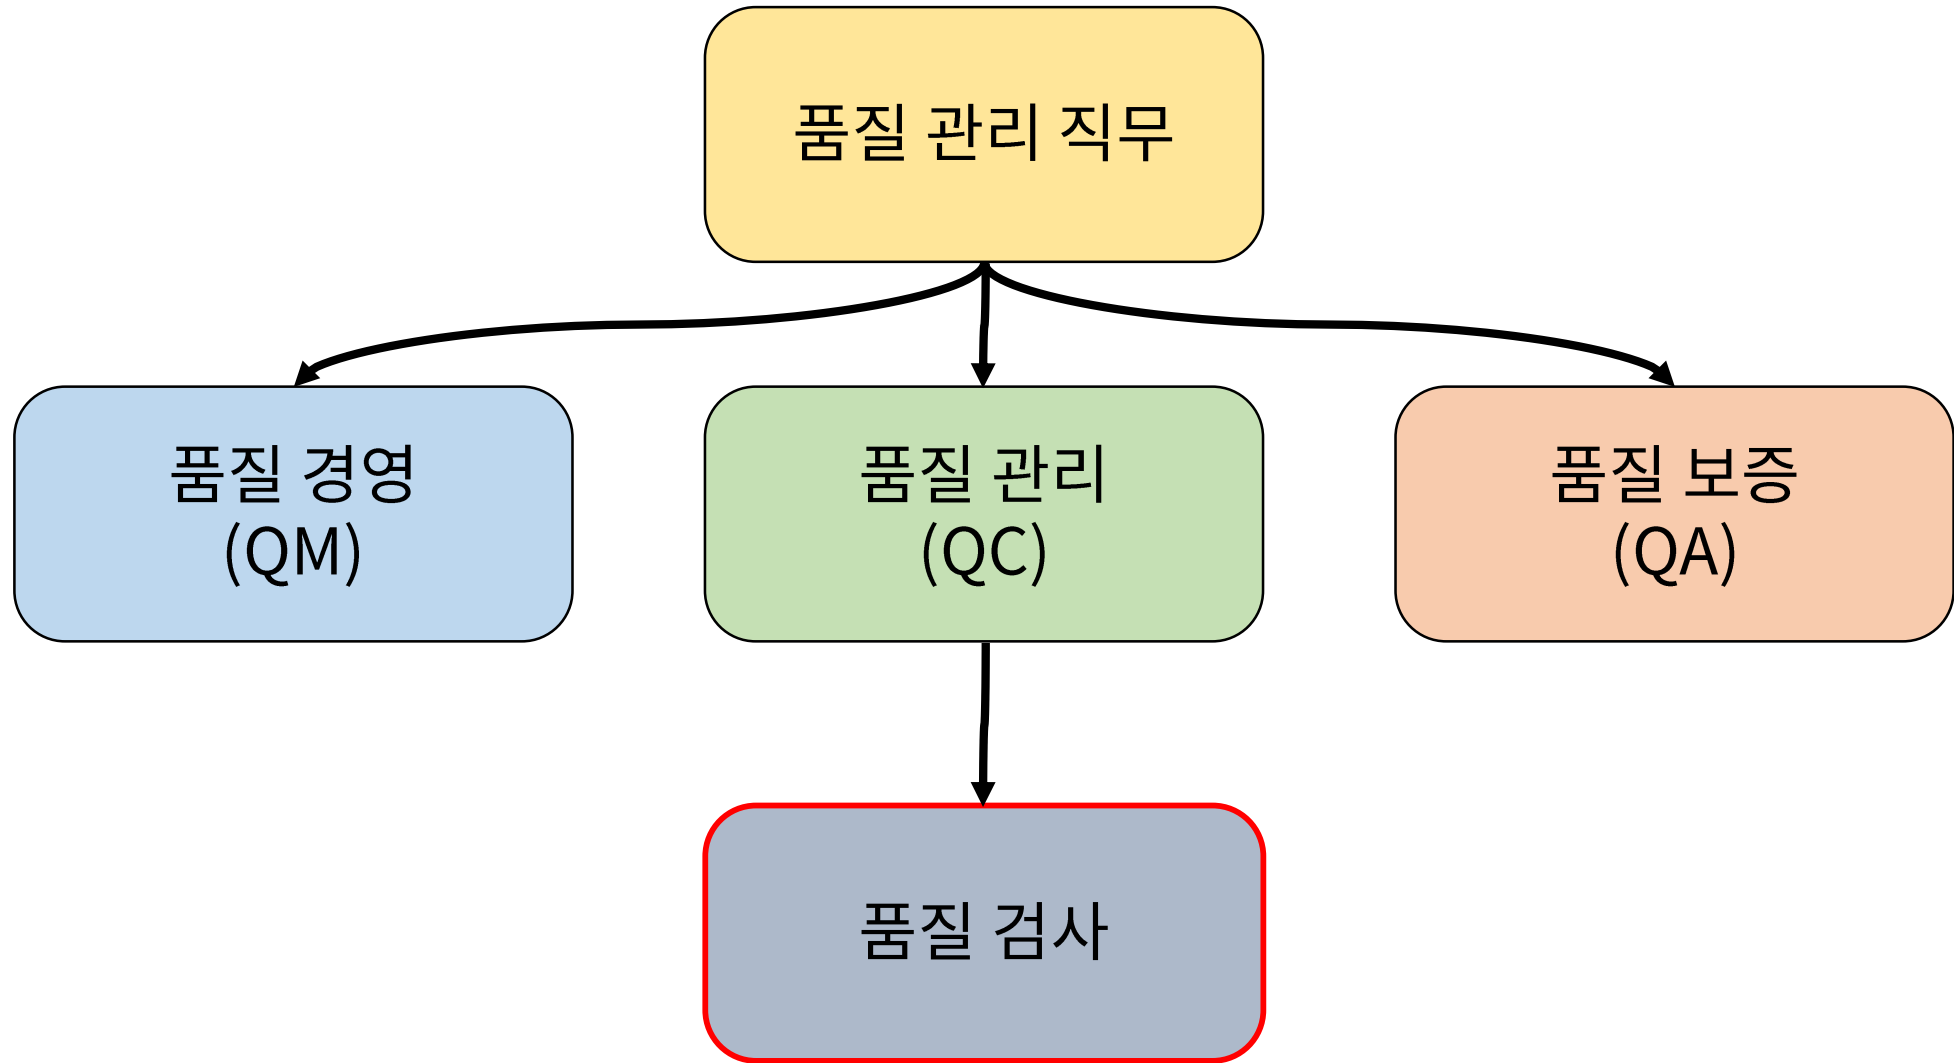 품질 관리 직무
품질 경영
(QM)
품질 관리
(QC)
품질 보증
(QA)
품질 검사